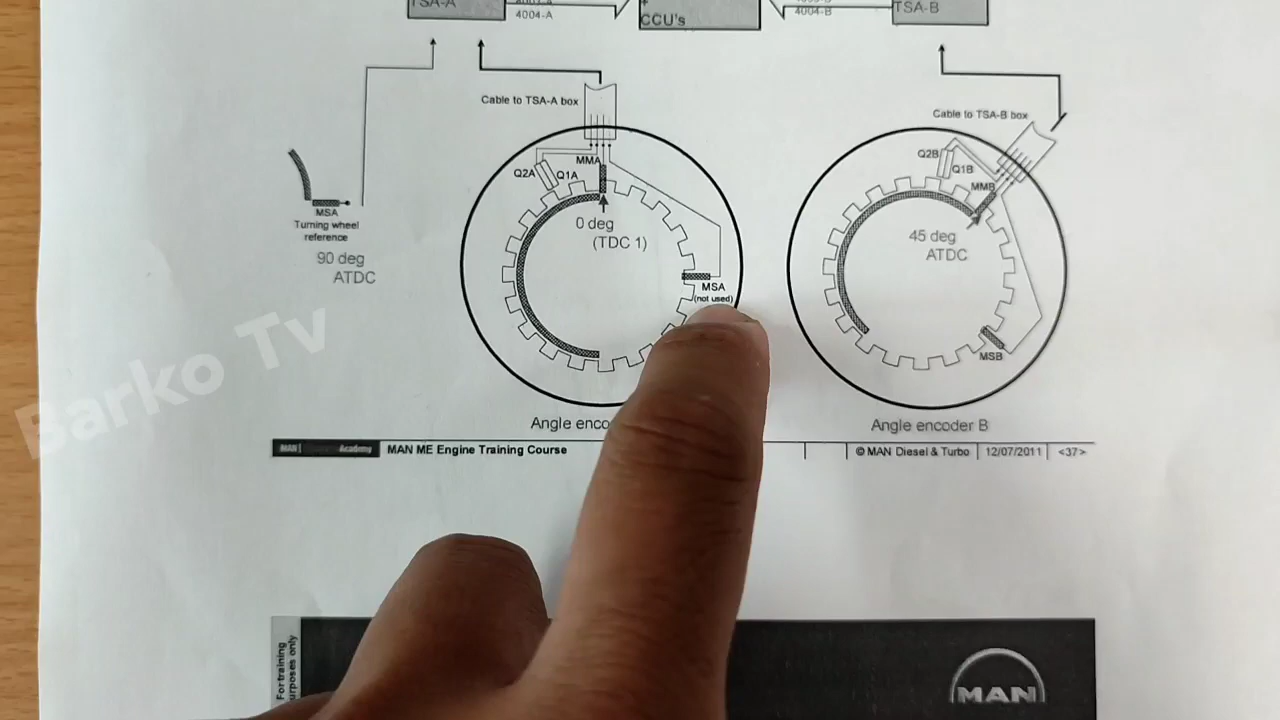 TSA-A
4004-A
CCU's
4004-B
TSA-B
Cable to TSA-A box
Cable to TSA-B box
MMA
Q2A
Q1A
Q2B
Q1B
MMB
MSA
Turning wheel
reference
90 deg
ATDC
0 deg
(TDC 1)
MSA
(not used)
45 deg
ATDC
MSB
Angle
Angle encoder B
MAN
Academy
MAN ME Engine Training Course
© MAN Diesel & Turbo
12/07/2011
<37>
For training
purposes only
MAN
Barko Tv